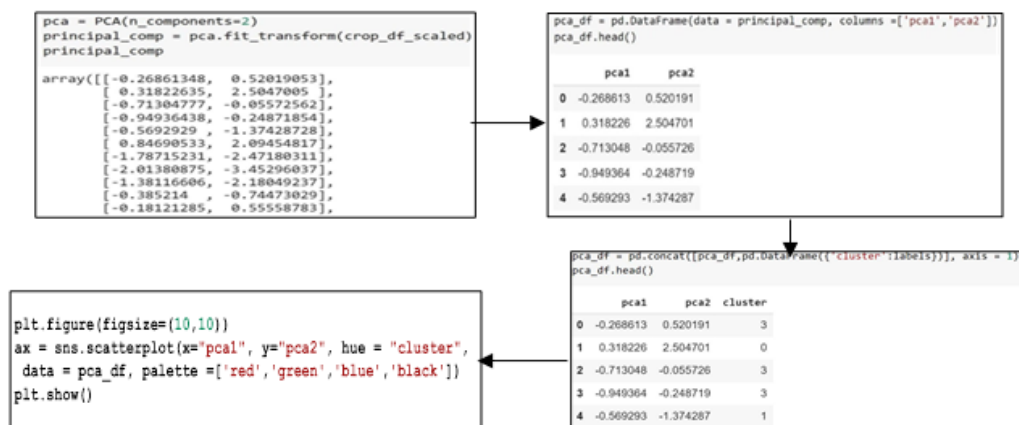 pca = PCA(n_components=2)
principal_comp = pca.fit_transform(crop_df_scaled)
principal_comp
array([[-0.26861348, 0.52019053],
[ 0.31822635, 2.5047005 ],
[-0.71304777, -0.05572562],
[-0.94936438, -0.24871854],
[-0.5692929 , -1.37428728],
[ 0.84690533, 2.09454817],
[-1.78715231, -2.47180311],
[-2.01380875, -3.45296037],
[-1.38116606, -2.18049237],
[-0.385214 , -0.74473029],
[-0.18121285, 0.55558783],
pca_df = pd.DataFrame(data = principal_comp, columns =['pca1','pca2'])
pca_df.head()
pca1 pca2
0 -0.268613 0.520191
1 0.318226 2.504701
2 -0.713048 -0.055726
3 -0.949364 -0.248719
4 -0.569293 -1.374287
pca_df = pd.concat([pca_df,pd.DataFrame({'cluster':labels})], axis = 1)
pca_df.head()
pca1 pca2 cluster
0 -0.268613 0.520191 3
1 0.318226 2.504701 0
2 -0.713048 -0.055726 3
3 -0.949364 -0.248719 3
4 -0.569293 -1.374287 1
plt.figure(figsize=(10,10))
ax = sns.scatterplot(x="pca1", y="pca2", hue = "cluster",
data = pca_df, palette =['red','green','blue','black'])
plt.show()